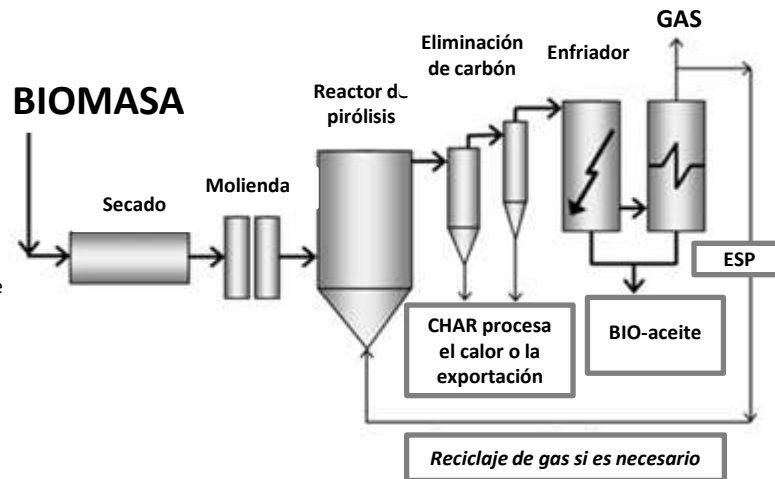 GAS
Eliminación
de carbón
Enfriador
BIOMASA
Reactor de
pirólisis
Molienda
Secado
ESP
e
CHAR procesa
el calor o la
exportación
BIO-aceite
Reciclaje de gas si es necesario